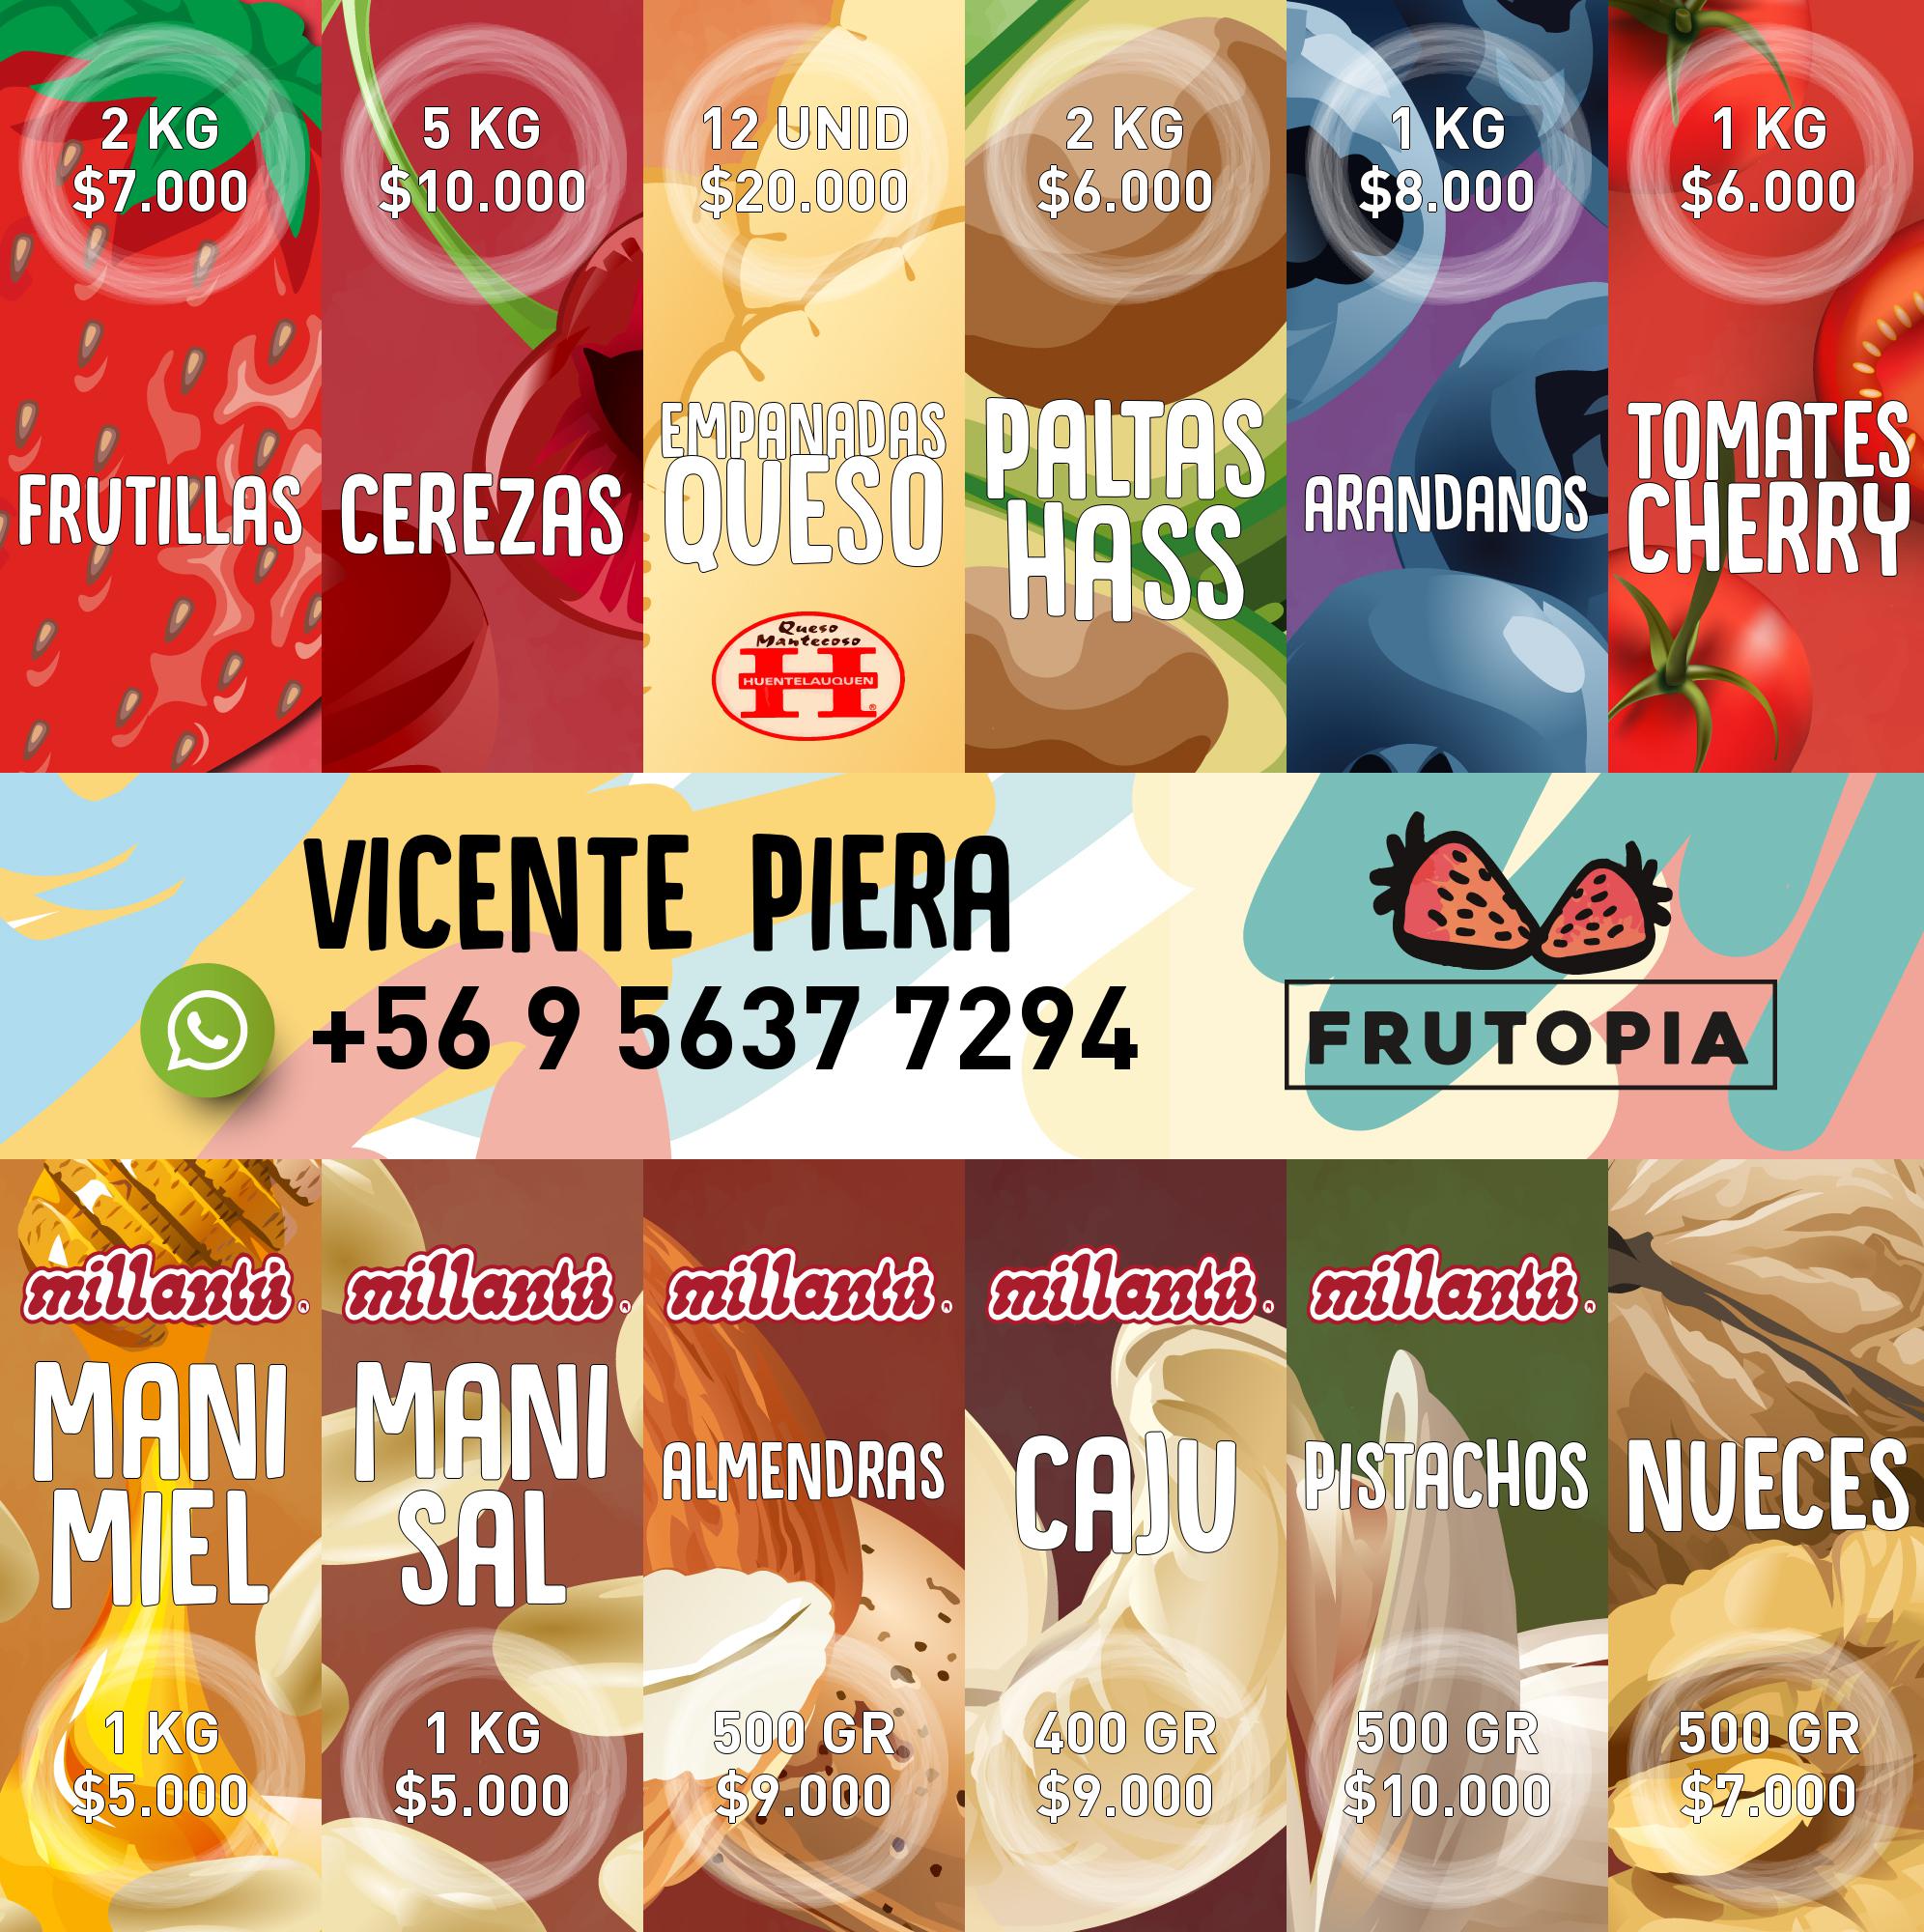 2 KG
$7.000
FRUTILLAS
5 KG
$10.000
CEREZAS
12 UNID
$20.000
EMPANADAS
QUESO
Queso
Mantecoso
H
HUENTELAUQUEN
®
2 KG
$6.000
PALTAS
HASS
1 KG
$8.000
ARANDANOS
1 KG
$6.000
TOMATES
CHERRY
VICENTE PIERA
+56 9 5637 7294
FRUTOPIA
millantú®
MANI
MIEL
1 KG
$5.000
millantú®
MANI
SAL
1 KG
$5.000
millantú®
ALMENDRAS
500 GR
$9.000
millantú®
CAJU
400 GR
$9.000
millantú®
PISTACHOS
500 GR
$10.000
NUECES
500 GR
$7.000